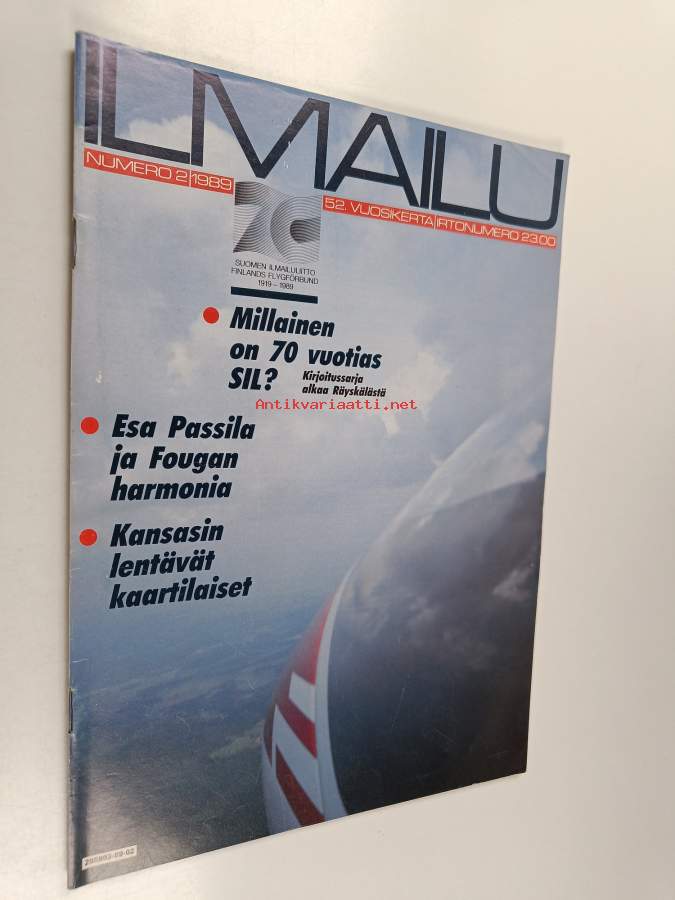 ILMAILU
NUMERO 2|1989
52. VUOSIKERTA|IRTONUMERO 23.00
70
SUOMEN ILMAILULIITTO
FINLANDS FLYGFÖRBUND
1919 – 1989
Millainen
on 70 vuotias
SIL?
Kirjoitussarja
alkaa Räyskälästä
Antikvariaatti.net
Esa Passila
ja Fougan
harmonia
Kansasin
lentävät
kaartilaiset